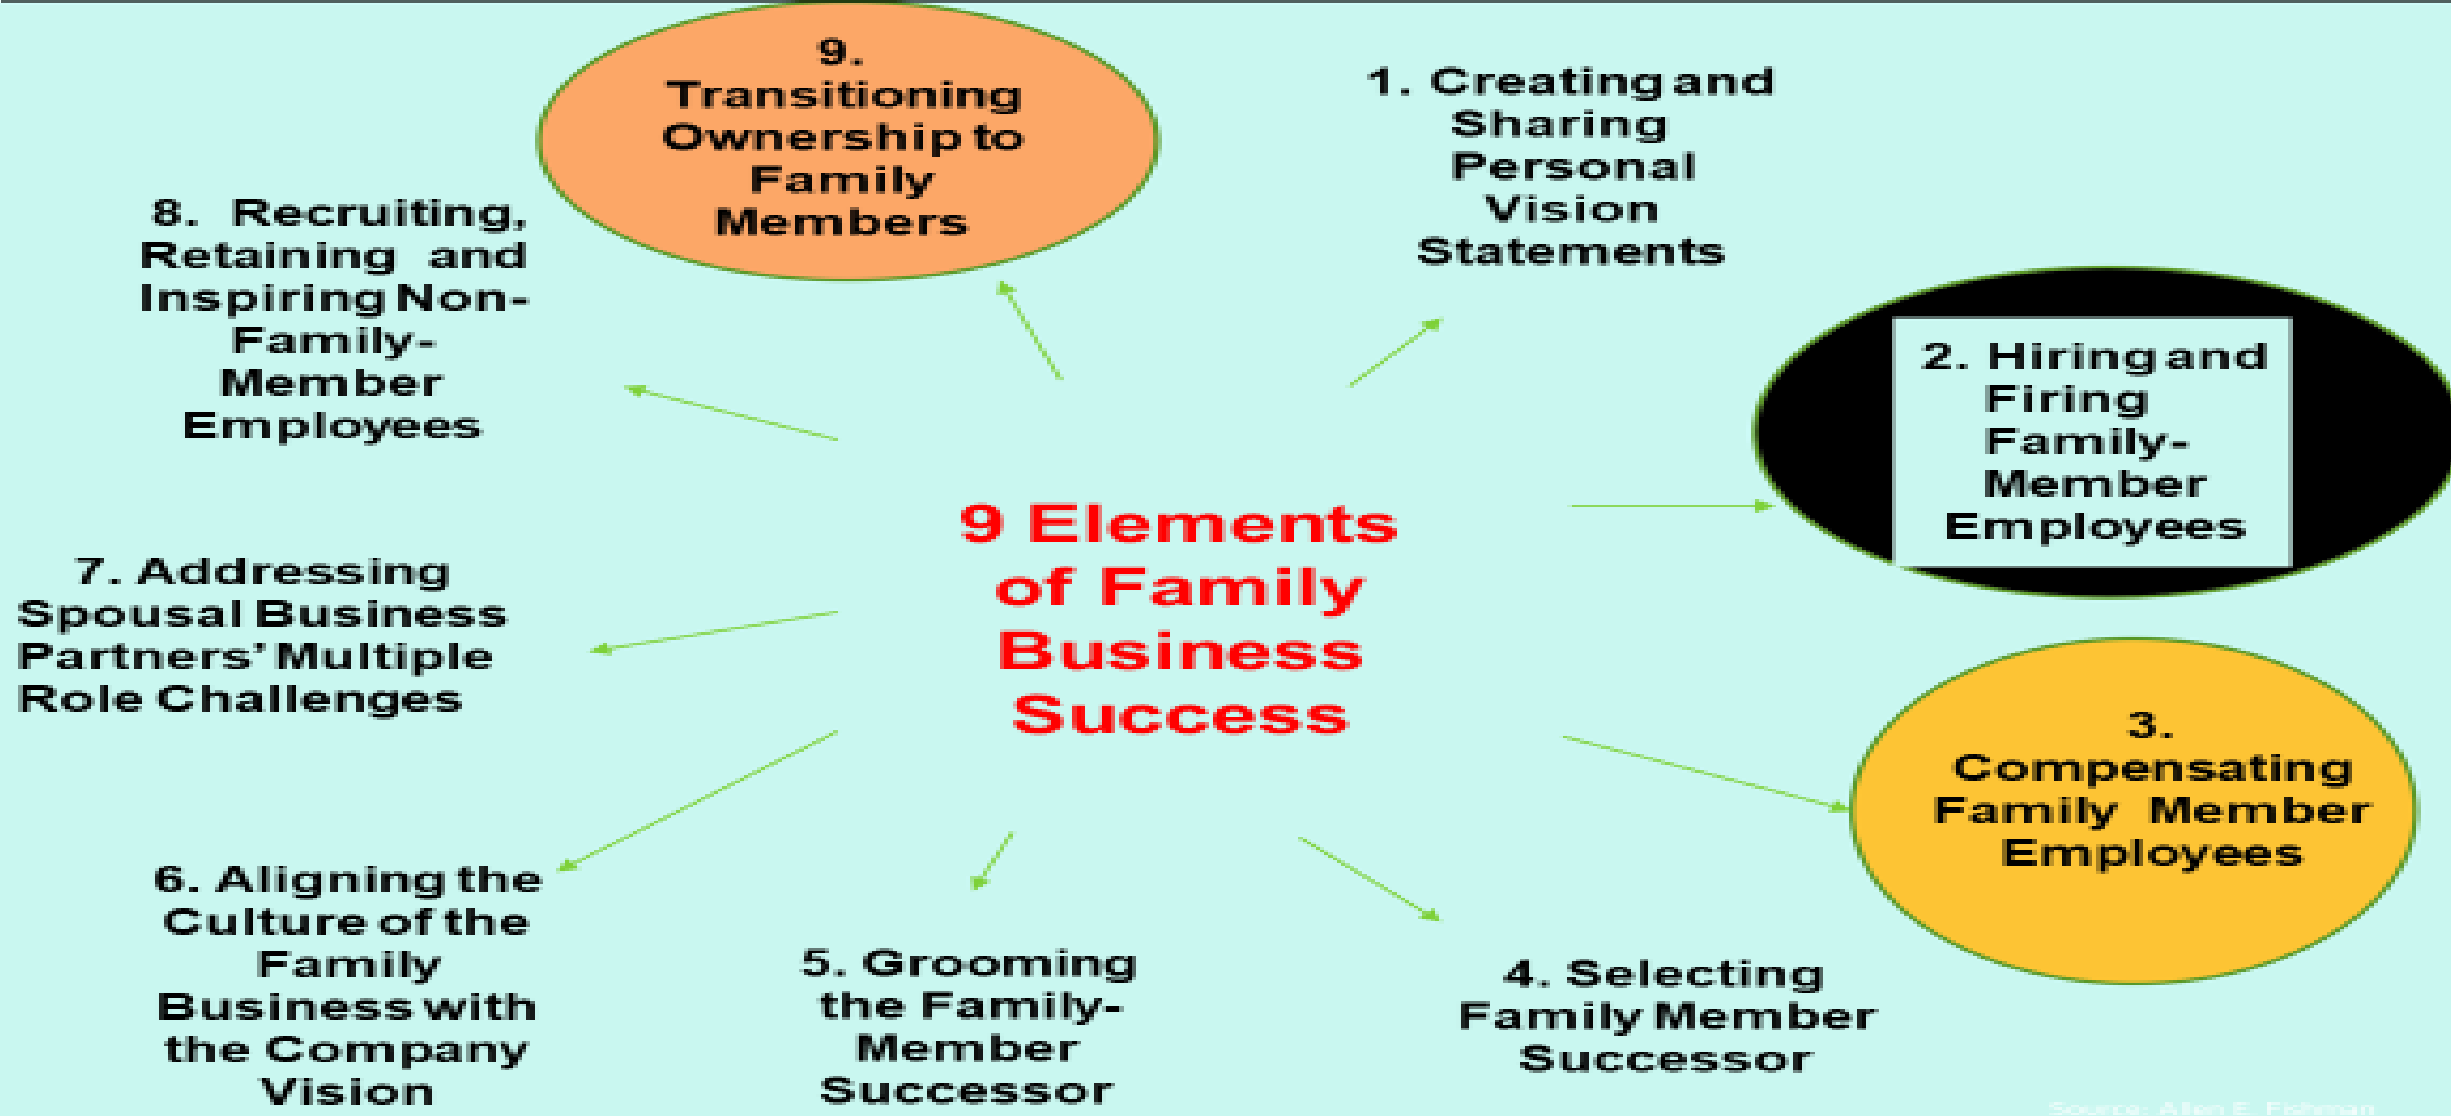 9 Elements
of Family
Business
Success
1. Creating and
Sharing
Personal
Vision
Statements
2. Hiring and
Firing
Family-
Member
Employees
3.
Compensating
Family Member
Employees
4. Selecting
Family Member
Successor
5. Grooming
the Family-
Member
Successor
6. Aligning the
Culture of the
Family
Business with
the Company
Vision
7. Addressing
Spousal Business
Partners’ Multiple
Role Challenges
8. Recruiting,
Retaining and
Inspiring Non-
Family-
Member
Employees
9.
Transitioning
Ownership to
Family
Members
Source: Allen E. Fishman